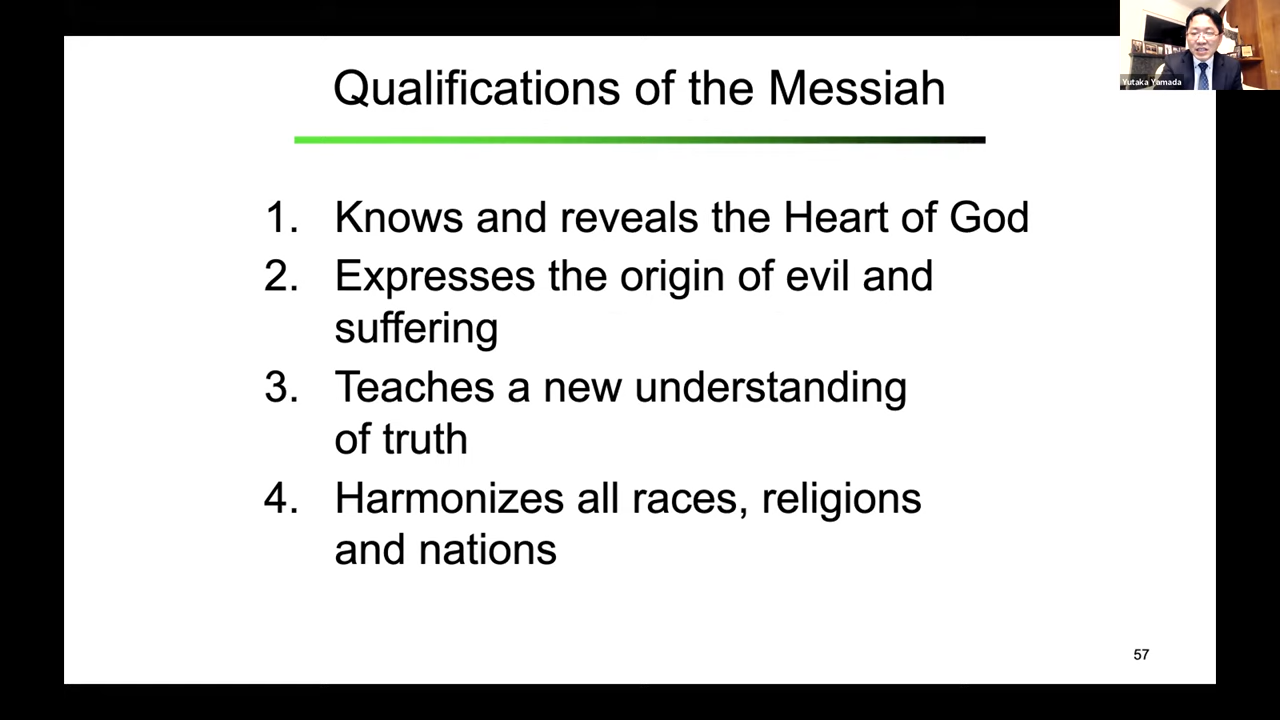 Qualifications of the Messiah
Yutaka Yamada
1. Knows and reveals the Heart of God
2. Expresses the origin of evil and
suffering
3. Teaches a new understanding
of truth
4. Harmonizes all races, religions
and nations
57